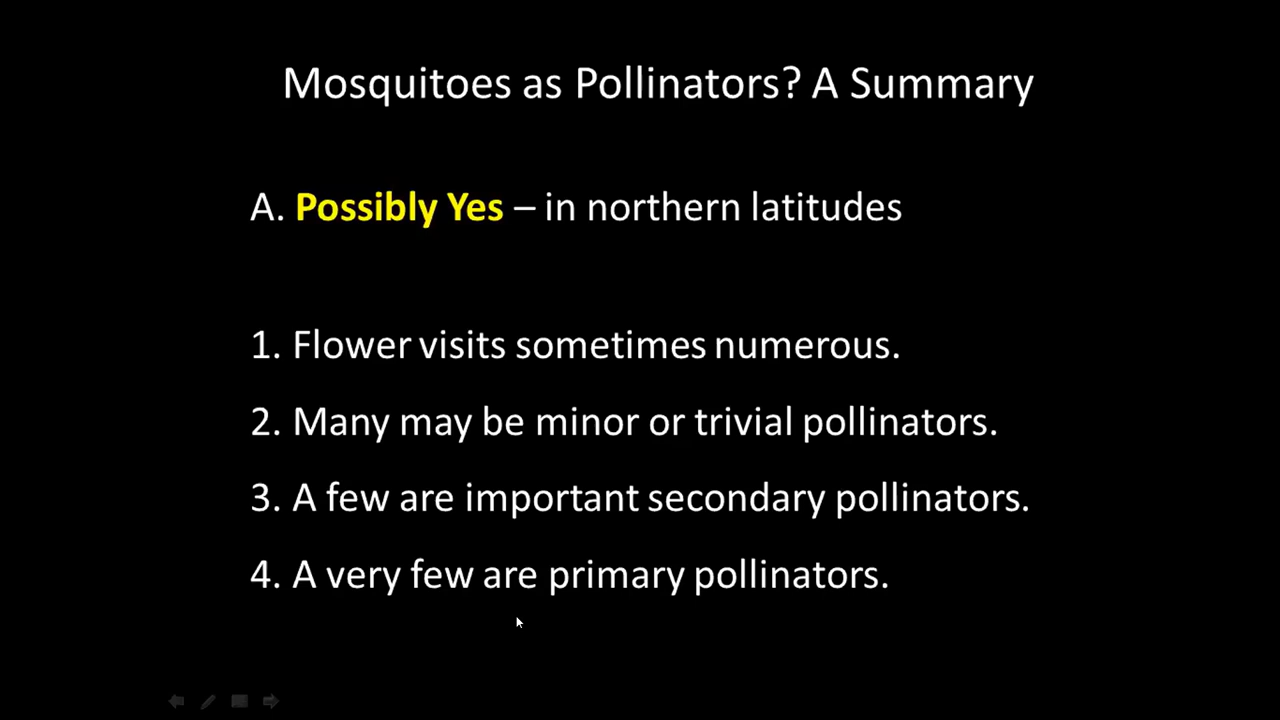 Mosquitoes as Pollinators? A Summary
A. Possibly Yes – in northern latitudes
1. Flower visits sometimes numerous.
2. Many may be minor or trivial pollinators.
3. A few are important secondary pollinators.
4. A very few are primary pollinators.